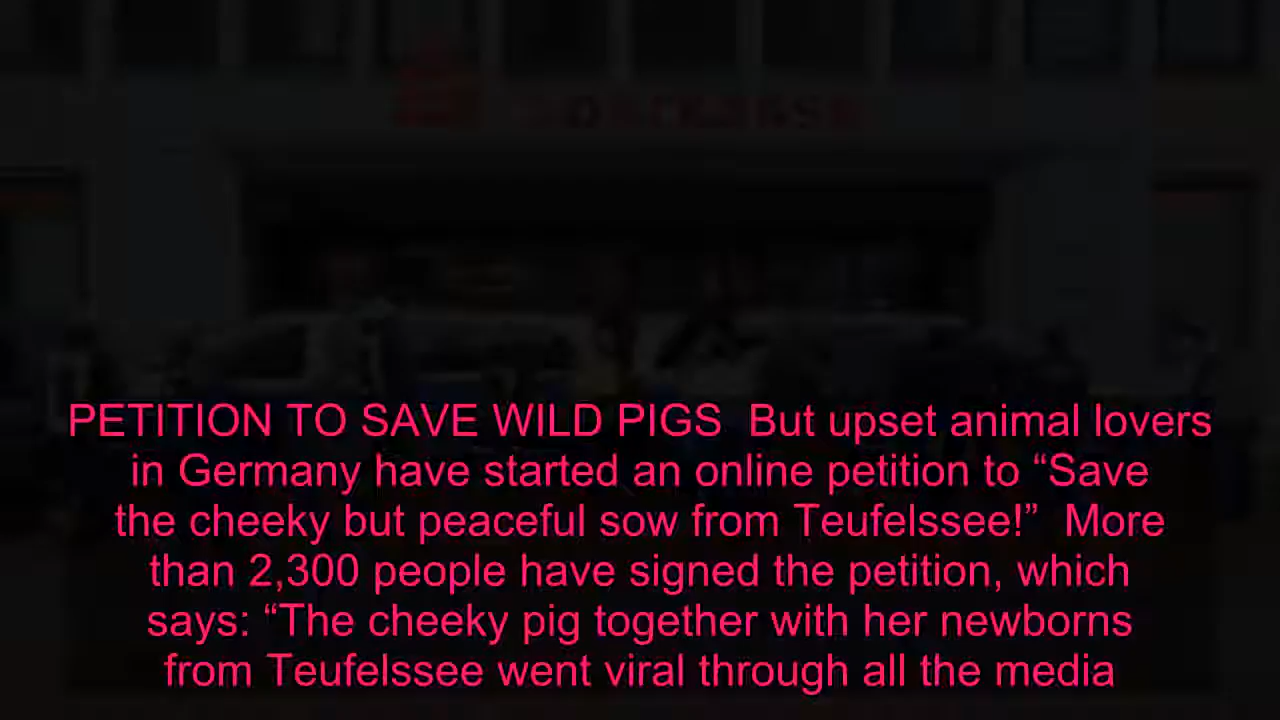 PETITION TO SAVE WILD PIGS  But upset animal lovers
in Germany have started an online petition to “Save
the cheeky but peaceful sow from Teufelssee!”  More
than 2,300 people have signed the petition, which
says: “The cheeky pig together with her newborns
from Teufelssee went viral through all the media